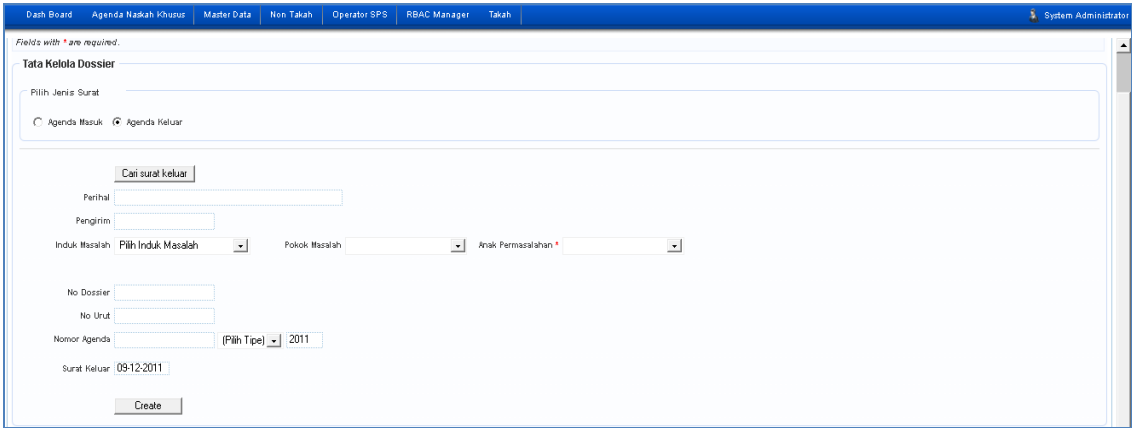 Dash Board Agenda Naskah Khusus Master Data Non Takah Operator SPS RBAC Manager Takah System Administrator
Fields with * are required.
Tata Kelola Dossier
Pilih Jenis Surat
Agenda Masuk Agenda Keluar
Cari surat keluar
Perihal
Pengirim
Induk Masalah Pilih Induk Masalah Pokok Masalah Anak Permasalahan *
No Dossier
No Urut
Nomor Agenda (Pilih Tipe) 2011
Surat Keluar 09-12-2011
Create